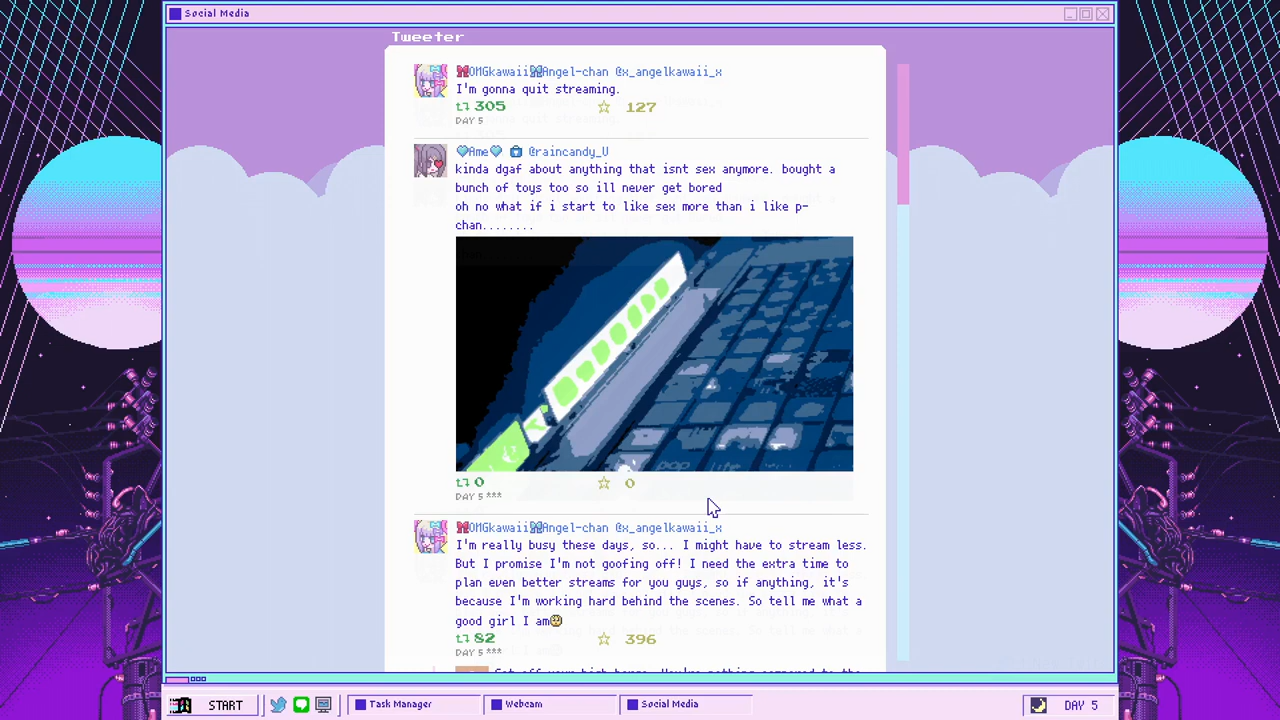 Social Media
Tweeter
OMGkawaii Angel-chan @x_angelkawaii_x
I'm gonna quit streaming.
305 127
DAY 5
Ame @raincandy_U
kinda dgaf about anything that isnt sex anymore. bought a
bunch of toys too so ill never get bored
oh no what if i start to like sex more than i like p-
chan........
0 0
DAY 5 ***
OMGkawaii Angel-chan @x_angelkawaii_x
I'm really busy these days, so... I might have to stream less.
But I promise I'm not goofing off! I need the extra time to
plan even better streams for you guys, so if anything, it's
because I'm working hard behind the scenes. So tell me what a
good girl I am
82 396
DAY 5 ***
START Task Manager Webcam Social Media DAY 5